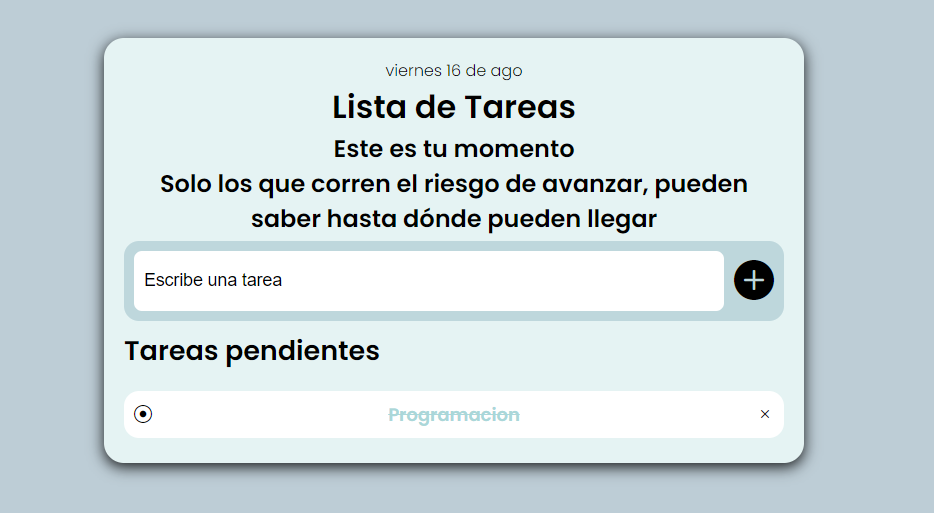 viernes 16 de ago
Lista de Tareas
Este es tu momento
Solo los que corren el riesgo de avanzar, pueden
saber hasta dónde pueden llegar
Escribe una tarea
Tareas pendientes
Programacion